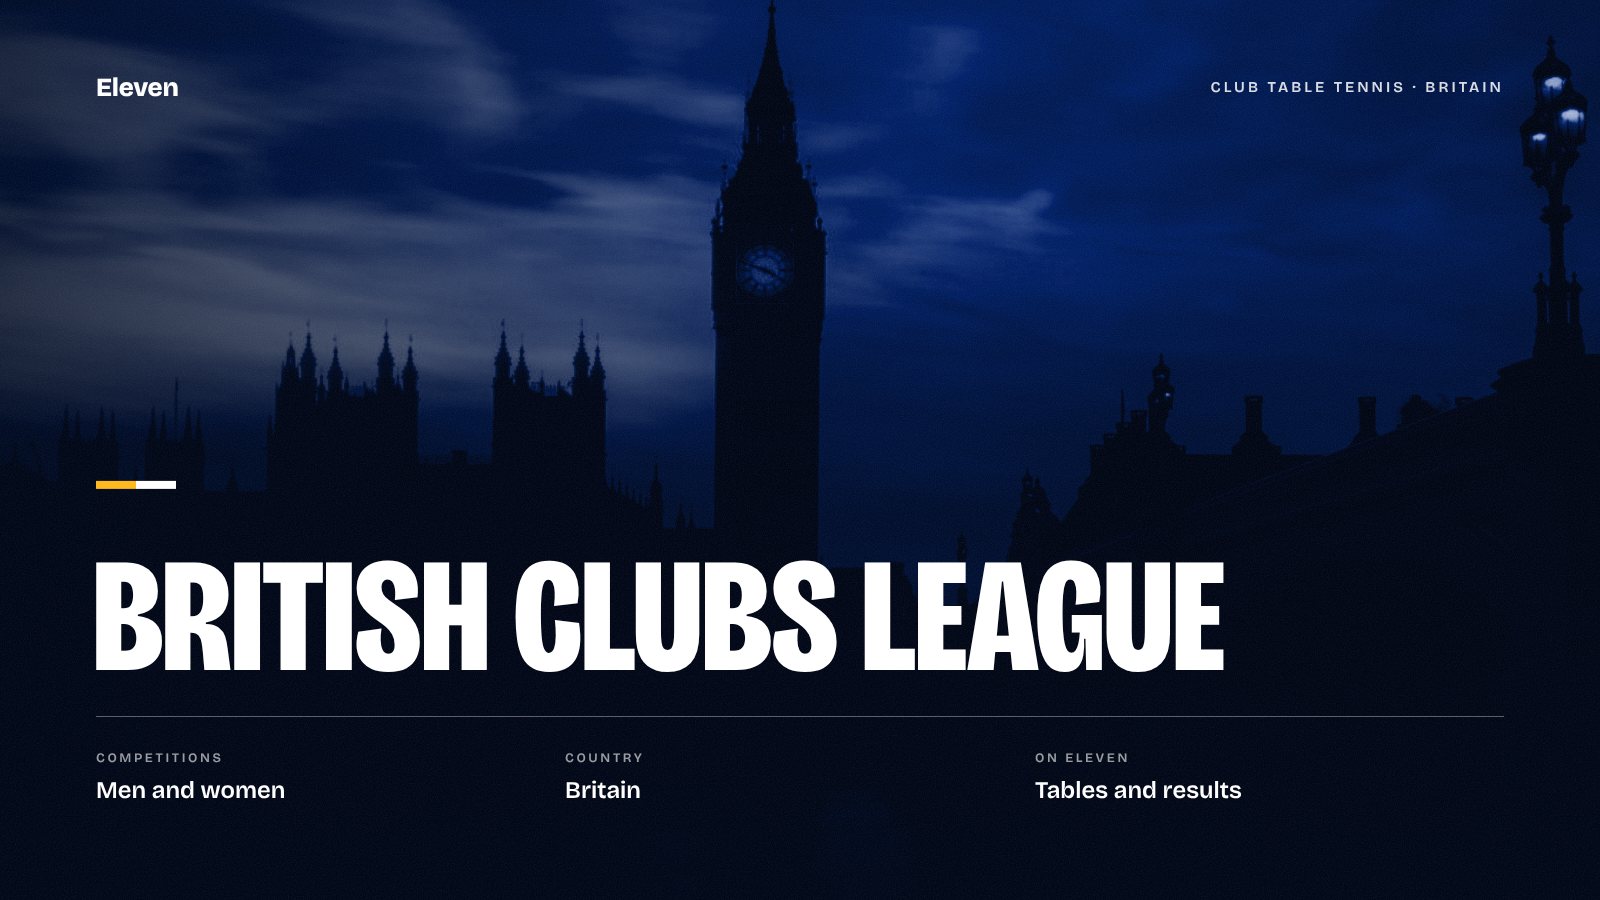 Eleven
CLUB TABLE TENNIS · BRITAIN
BRITISH CLUBS LEAGUE
COMPETITIONS
Men and women
COUNTRY
Britain
ON ELEVEN
Tables and results